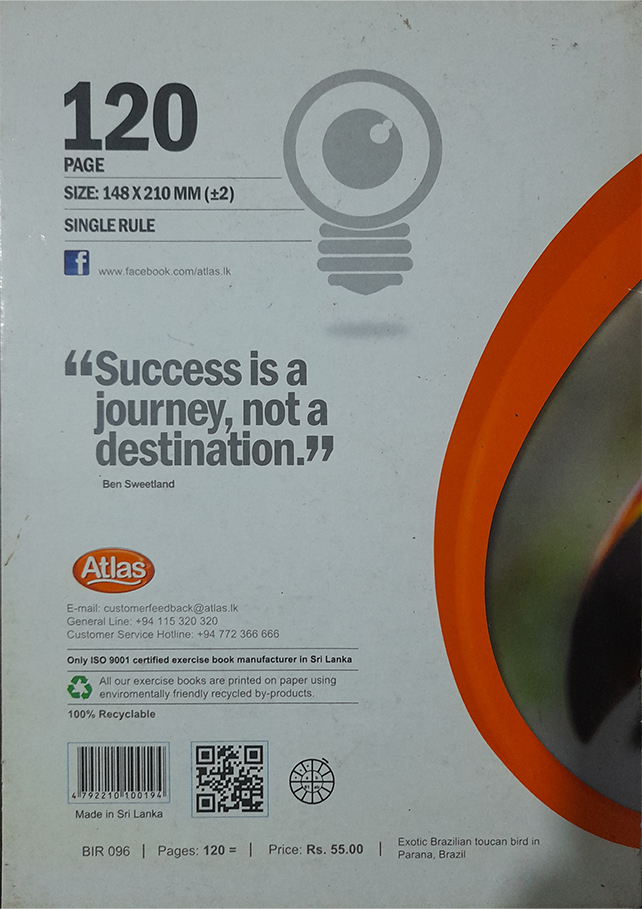 120
PAGE
SIZE: 148 X 210 MM (±2)
SINGLE RULE
www.facebook.com/atlas.lk
“Success is a
journey, not a
destination.”
Ben Sweetland
Atlas
E-mail: customerfeedback@atlas.lk
General Line: +94 115 320 320
Customer Service Hotline: +94 772 366 666
Only ISO 9001 certified exercise book manufacturer in Sri Lanka
All our exercise books are printed on paper using
enviromentally friendly recycled by-products.
100% Recyclable
4 792210 100194
Made in Sri Lanka
BIR 096 | Pages: 120 = | Price: Rs. 55.00 | Exotic Brazilian toucan bird in
Parana, Brazil